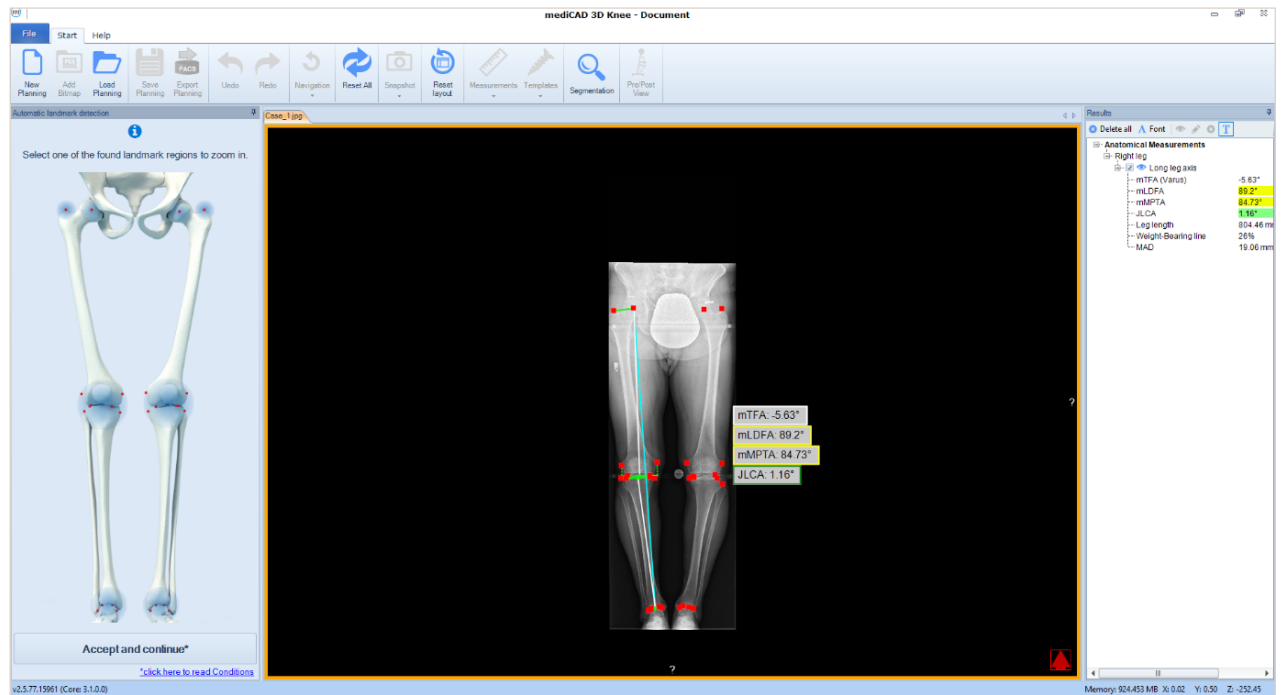 m
mediCAD 3D Knee - Document
File Start Help
New Planning
Add Bitmap
Load Planning
Save Planning
PACS
Export Planning
Undo
Redo
Navigation
Reset All
Snapshot
Reset layout
Measurements
Templates
Segmentation
Pre/Post View
Automatic landmark detection
Select one of the found landmark regions to zoom in.
Accept and continue*
*click here to read Conditions
Case_1.jpg
mTFA: -5.63°
mLDFA: 89.2°
mMPTA: 84.73°
JLCA: 1.16°
?
?
Results
Delete all A Font T
Anatomical Measurements
Right leg
Long leg axis
mTFA (Varus) -5.63°
mLDFA 89.2°
mMPTA 84.73°
JLCA 1.16°
Leg length 804.46 m
Weight-Bearing line 26%
MAD 19.06 mm
v2.5.77.15961 (Core: 3.1.0.0)
Memory: 924.453 MB X: 0.02 Y: 0.50 Z: -252.45